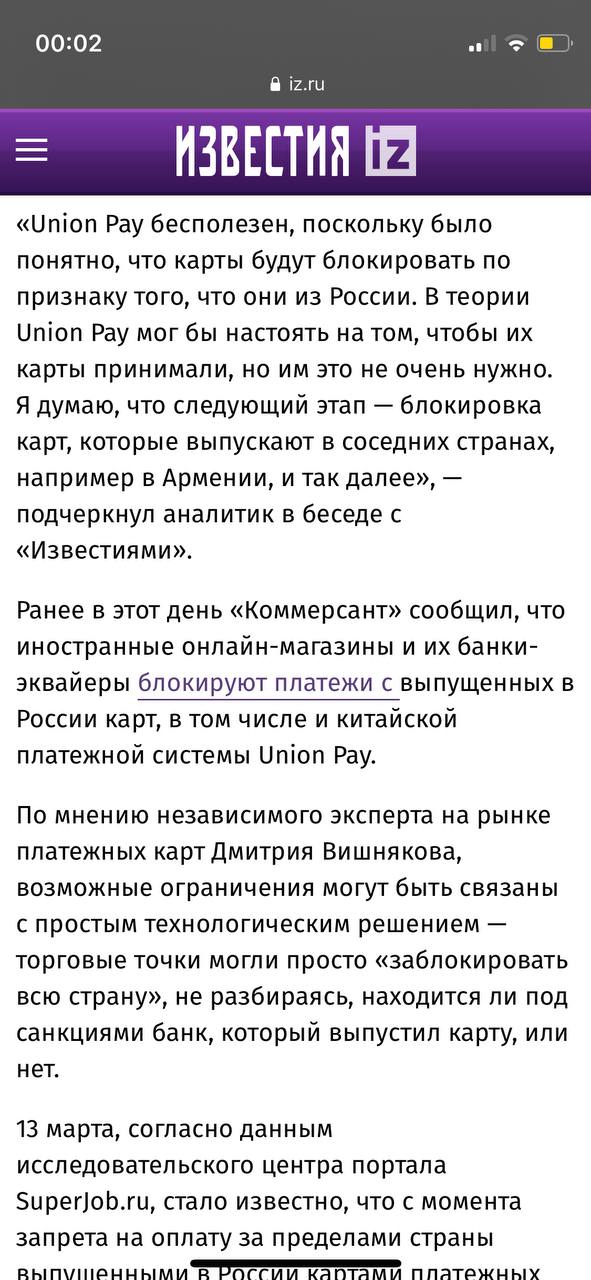 00:02
iz.ru
ИЗВЕСТИЯ iz
«Union Pay бесполезен, поскольку было
понятно, что карты будут блокировать по
признаку того, что они из России. В теории
Union Pay мог бы настоять на том, чтобы их
карты принимали, но им это не очень нужно.
Я думаю, что следующий этап — блокировка
карт, которые выпускают в соседних странах,
например в Армении, и так далее», —
подчеркнул аналитик в беседе с
«Известиями».
Ранее в этот день «Коммерсант» сообщил, что
иностранные онлайн-магазины и их банки-
эквайеры блокируют платежи с выпущенных в
России карт, в том числе и китайской
платежной системы Union Pay.
По мнению независимого эксперта на рынке
платежных карт Дмитрия Вишнякова,
возможные ограничения могут быть связаны
с простым технологическим решением —
торговые точки могли просто «заблокировать
всю страну», не разбираясь, находится ли под
санкциями банк, который выпустил карту, или
нет.
13 марта, согласно данным
исследовательского центра портала
SuperJob.ru, стало известно, что с момента
запрета на оплату за пределами страны
выпущенными в России картами платежных